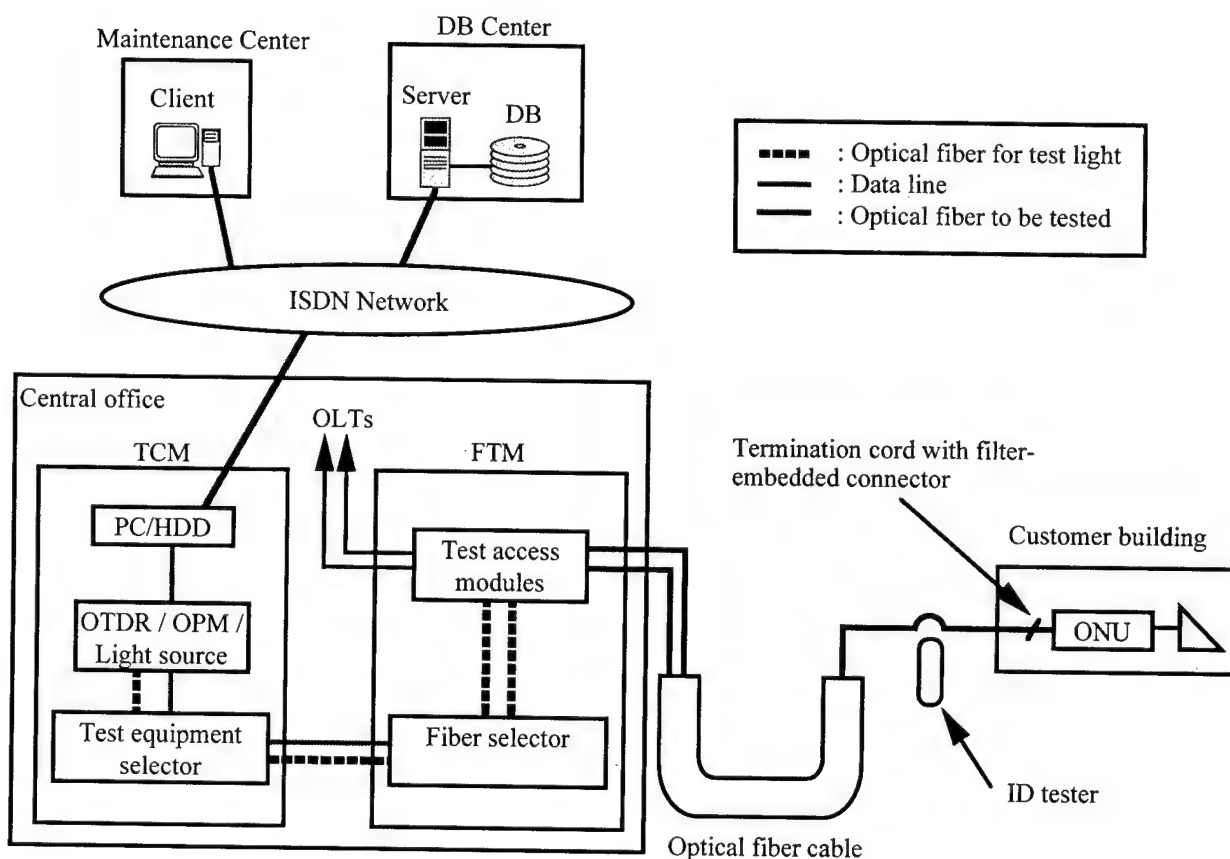 Maintenance Center
Client
DB Center
Server
DB
: Optical fiber for test light
: Data line
: Optical fiber to be tested
ISDN Network
Central office
TCM
PC/HDD
OTDR / OPM /
Light source
Test equipment
selector
OLTs
FTM
Test access
modules
Fiber selector
Optical fiber cable
Termination cord with filter-
embedded connector
Customer building
ONU
ID tester